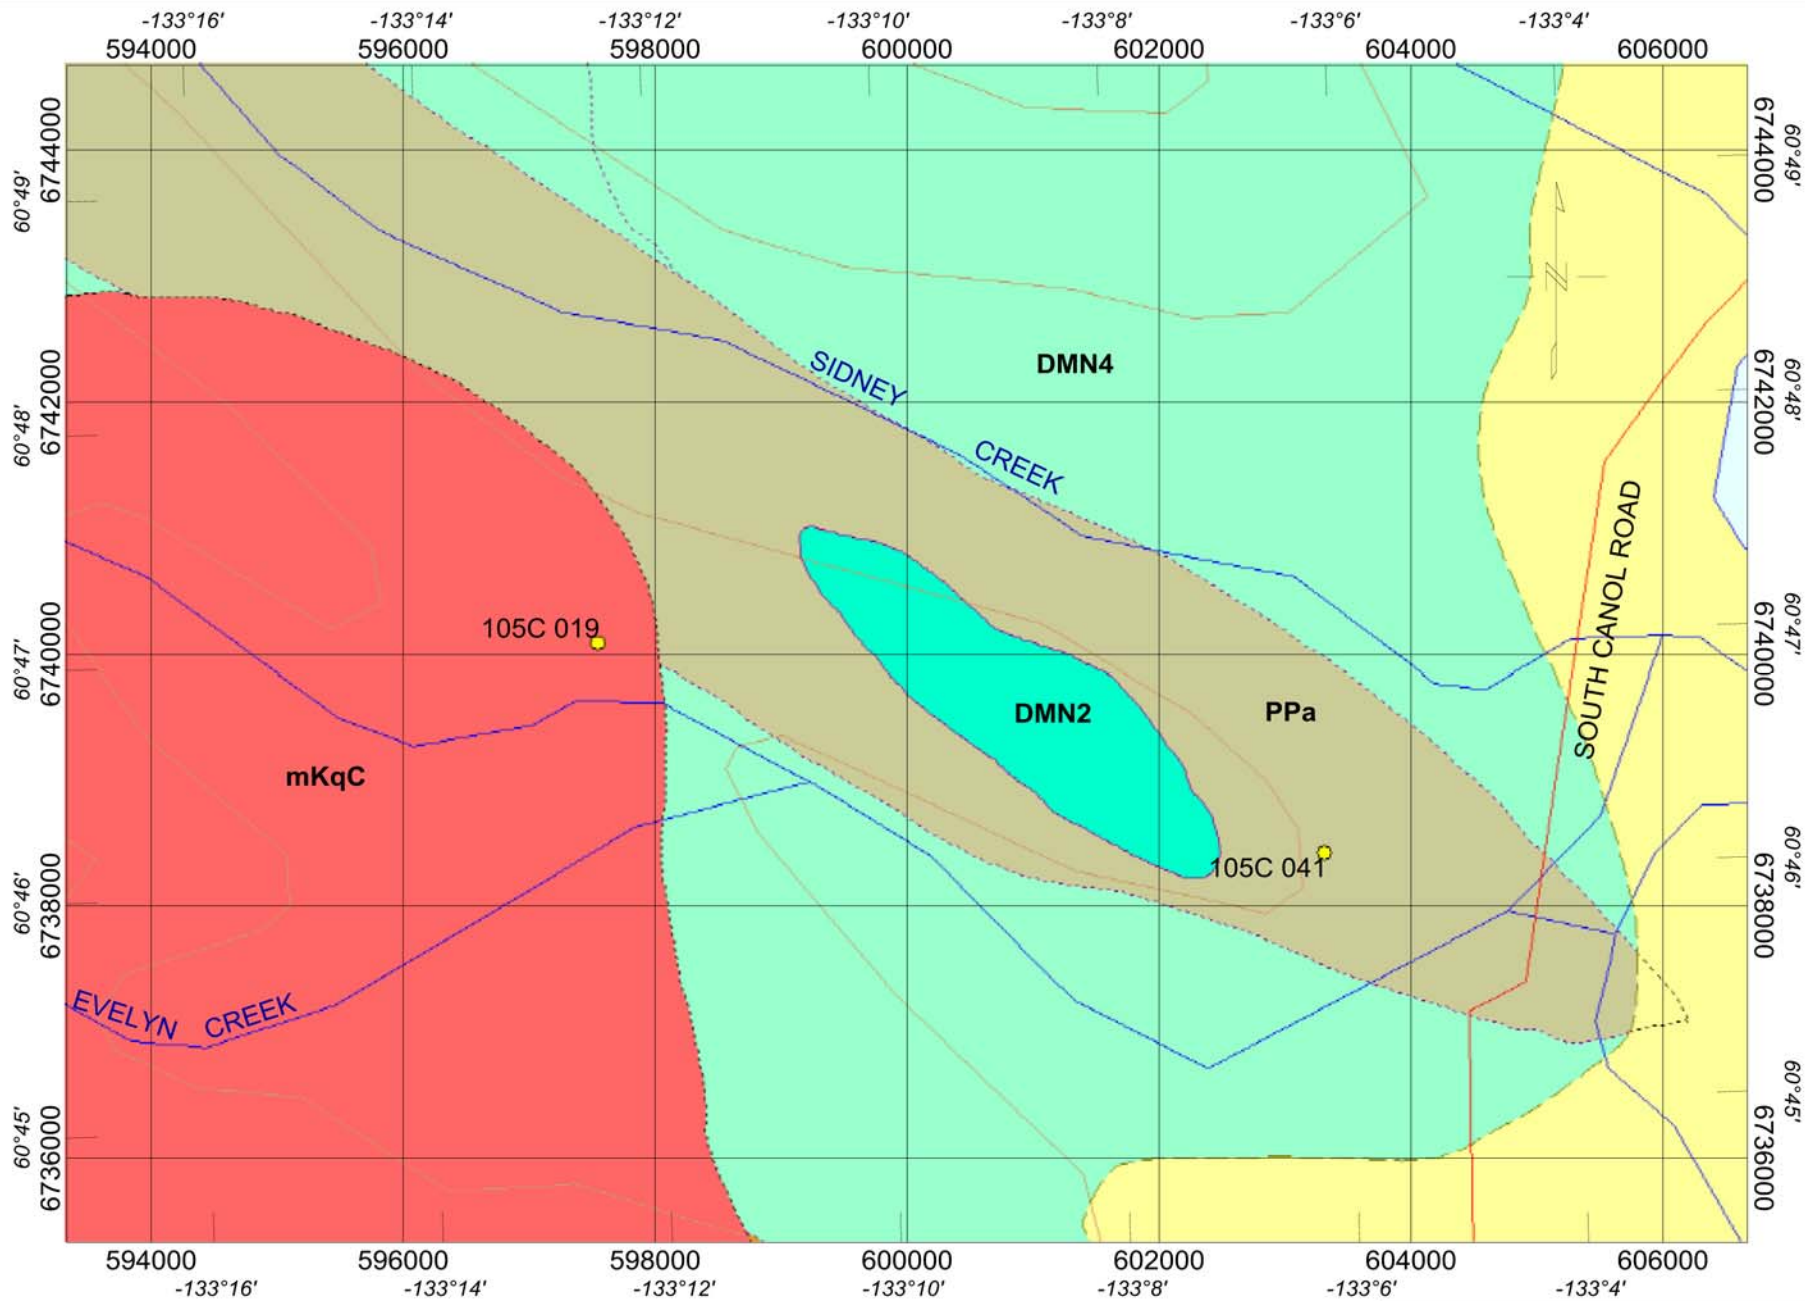 -133°16' -133°14' -133°12' -133°10' -133°8' -133°6' -133°4'
594000 596000 598000 600000 602000 604000 606000
6744000
6744000
60°49'
60°49'
SIDNEY
DMN4
6742000
6742000
60°48'
60°48'
CREEK
SOUTH CANOL ROAD
105C 019
6740000
6740000
60°47'
60°47'
DMN2
PPa
mKqC
105C 041
60°46'
60°46'
6738000
6738000
EVELYN CREEK
60°45'
60°45'
6736000
6736000
594000 596000 598000 600000 602000 604000 606000
-133°16' -133°14' -133°12' -133°10' -133°8' -133°6' -133°4'